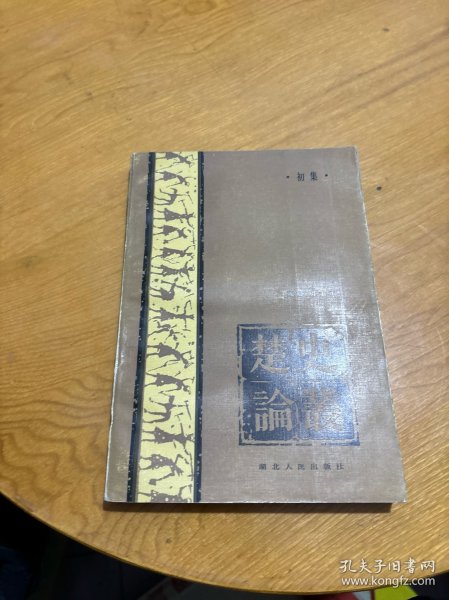 ·初集·
楚史
論叢
湖北人民出版社
孔夫子旧书网
www.kongfz.com